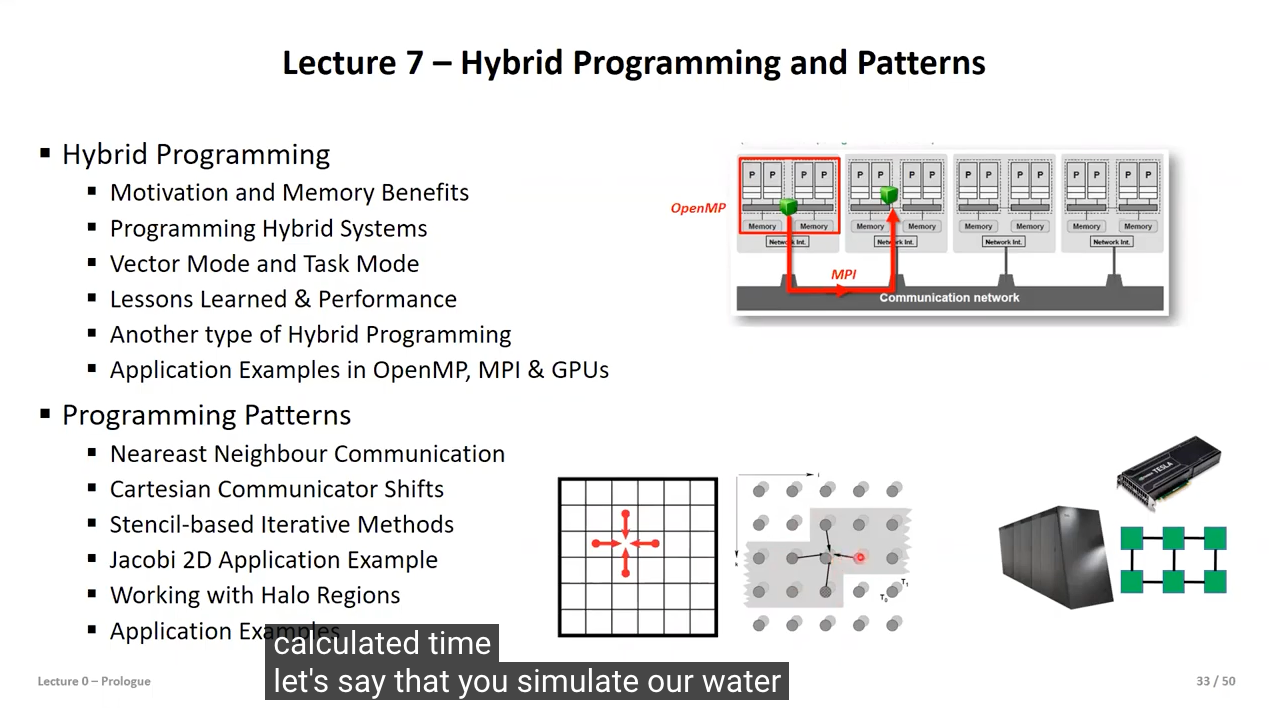 Lecture 7 – Hybrid Programming and Patterns
▪ Hybrid Programming
▪ Motivation and Memory Benefits
▪ Programming Hybrid Systems
▪ Vector Mode and Task Mode
▪ Lessons Learned & Performance
▪ Another type of Hybrid Programming
▪ Application Examples in OpenMP, MPI & GPUs
▪ Programming Patterns
▪ Neareast Neighbour Communication
▪ Cartesian Communicator Shifts
▪ Stencil-based Iterative Methods
▪ Jacobi 2D Application Example
▪ Working with Halo Regions
▪ Application Examples
P P P P P P P P P P P P P P P P
OpenMP
Memory Memory Memory Memory Memory Memory Memory Memory
Network Int. Network Int. Network Int. Network Int.
MPI
Communication network
i
T1
T0
TESLA
calculated time
let's say that you simulate our water
Lecture 0 – Prologue
33 / 50